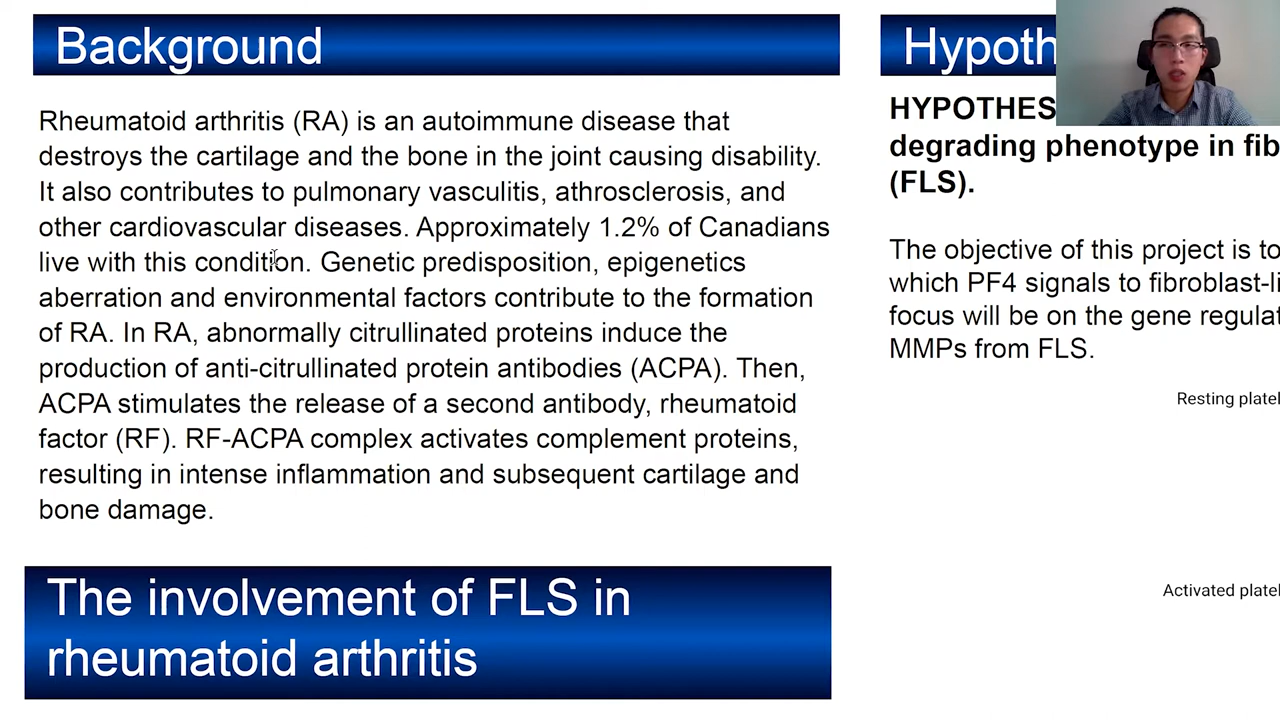 Background
Rheumatoid arthritis (RA) is an autoimmune disease that
destroys the cartilage and the bone in the joint causing disability.
It also contributes to pulmonary vasculitis, athrosclerosis, and
other cardiovascular diseases. Approximately 1.2% of Canadians
live with this condition. Genetic predisposition, epigenetics
aberration and environmental factors contribute to the formation
of RA. In RA, abnormally citrullinated proteins induce the
production of anti-citrullinated protein antibodies (ACPA). Then,
ACPA stimulates the release of a second antibody, rheumatoid
factor (RF). RF-ACPA complex activates complement proteins,
resulting in intense inflammation and subsequent cartilage and
bone damage.
The involvement of FLS in
rheumatoid arthritis
Hypoth
HYPOTHES
degrading phenotype in fib
(FLS).
The objective of this project is to
which PF4 signals to fibroblast-li
focus will be on the gene regulat
MMPs from FLS.
Resting platel
Activated platel